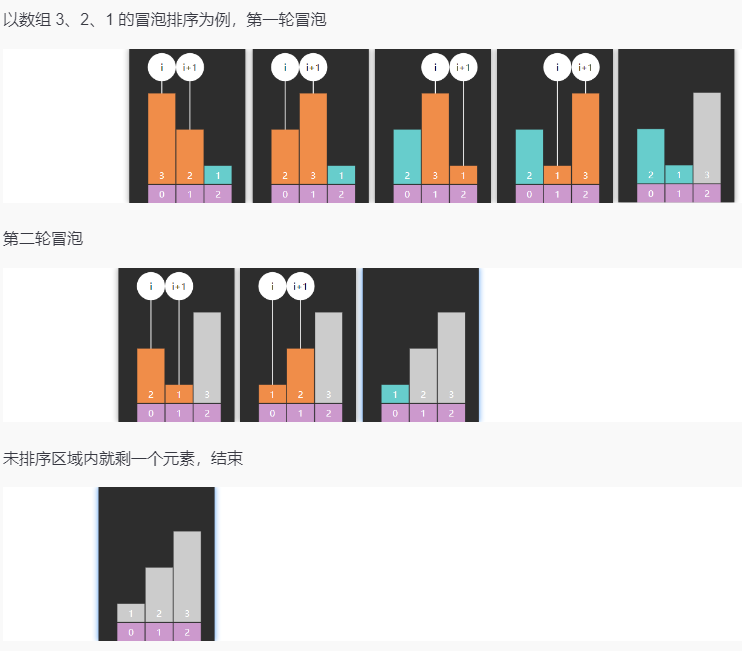 以数组 3、2、1 的冒泡排序为例，第一轮冒泡
i i+1 i i+1 i i+1 i i+1
3 2 1 2 3 1 2 3 1 2 1 3 2 1 3
0 1 2 0 1 2 0 1 2 0 1 2 0 1 2
第二轮冒泡
i i+1 i i+1
2 1 3 1 2 3 1 2 3
0 1 2 0 1 2 0 1 2
未排序区域内就剩一个元素，结束
1 2 3
0 1 2